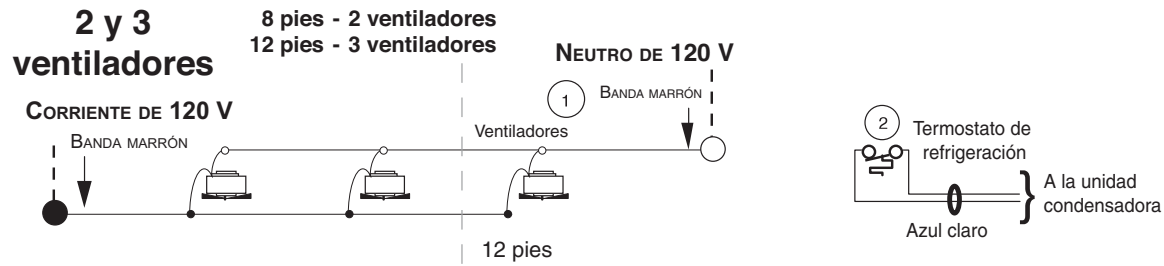 2 y 3
ventiladores
8 pies - 2 ventiladores
12 pies - 3 ventiladores
NEUTRO DE 120 V
CORRIENTE DE 120 V
BANDA MARRÓN
1
BANDA MARRÓN
Ventiladores
12 pies
2
Termostato de
refrigeración
A la unidad
condensadora
Azul claro